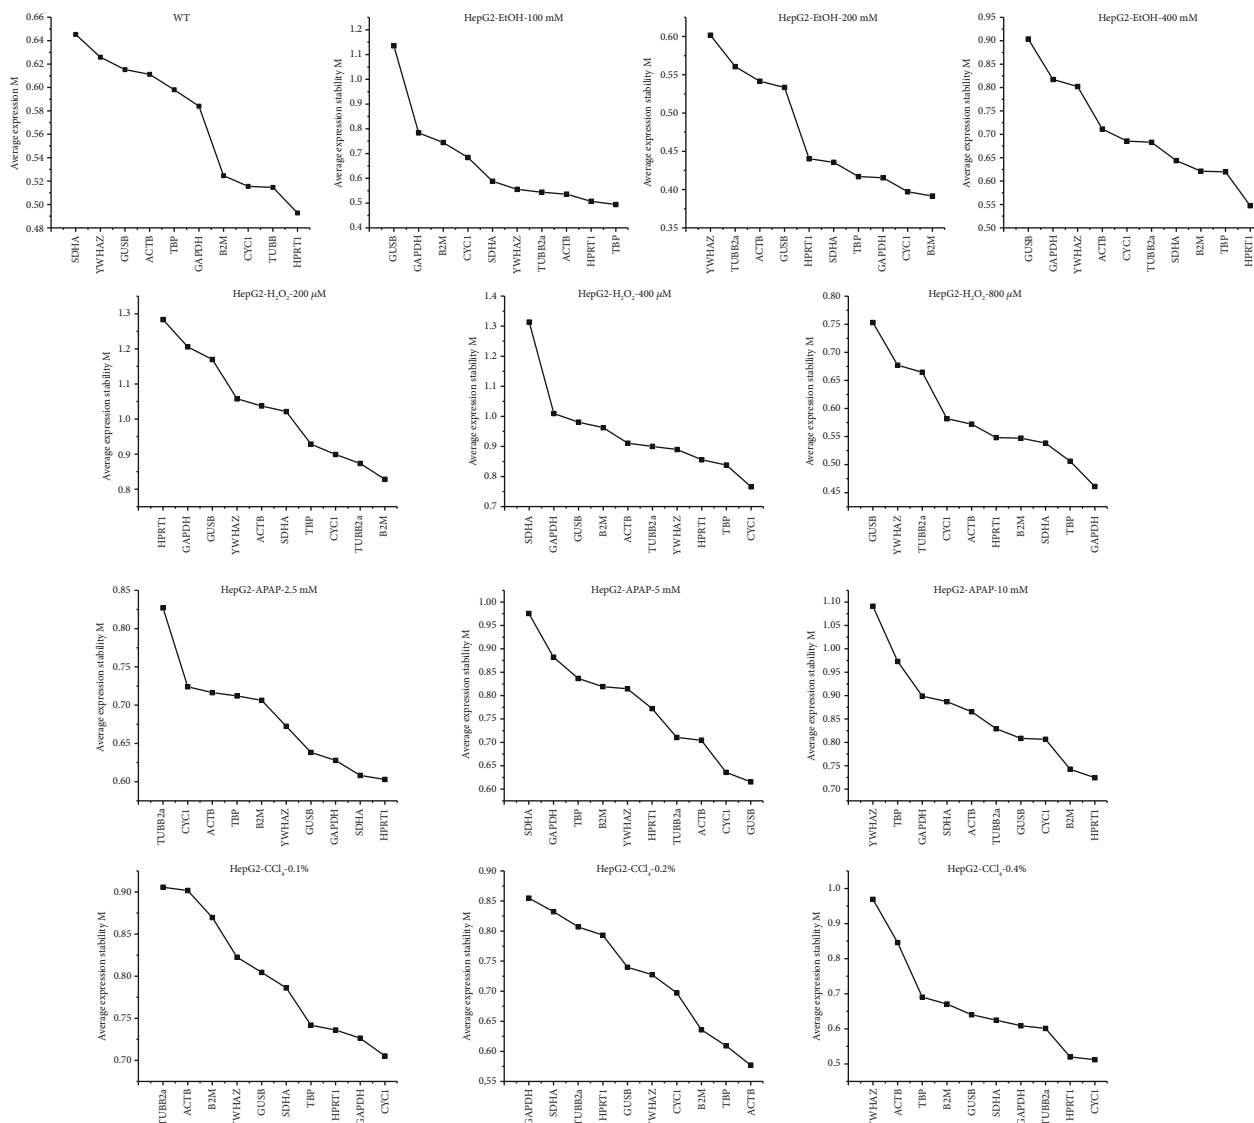 WT
Average expression M
0.66
0.64
0.62
0.60
0.58
0.56
0.54
0.52
0.50
0.48
SDHA
YWHAZ
GUSB
ACTB
TBP
GAPDH
B2M
CYC1
TUBB
HPRT1
HepG2-EtOH-100 mM
Average expression stability M
1.2
1.1
1.0
0.9
0.8
0.7
0.6
0.5
0.4
GUSB
GAPDH
B2M
CYC1
SDHA
YWHAZ
TUBB2a
ACTB
HPRT1
TBP
HepG2-EtOH-200 mM
Average expression stability M
0.60
0.55
0.50
0.45
0.40
0.35
YWHAZ
TUBB2a
ACTB
GUSB
HPRT1
SDHA
TBP
GAPDH
CYC1
B2M
HepG2-EtOH-400 mM
Average expression stability M
0.95
0.90
0.85
0.80
0.75
0.70
0.65
0.60
0.55
0.50
GUSB
GAPDH
YWHAZ
ACTB
CYC1
TUBB2a
SDHA
B2M
TBP
HPRT1
HepG2-H₂O₂-200 μM
Average expression stability M
1.3
1.2
1.1
1.0
0.9
0.8
HPRT1
GAPDH
GUSB
YWHAZ
ACTB
SDHA
TBP
CYC1
TUBB2a
B2M
HepG2-H₂O₂-400 μM
Average expression stability M
1.4
1.3
1.2
1.1
1.0
0.9
0.8
0.7
SDHA
GAPDH
GUSB
B2M
ACTB
TUBB2a
YWHAZ
HPRT1
TBP
CYC1
HepG2-H₂O₂-800 μM
Average expression stability M
0.80
0.75
0.70
0.65
0.60
0.55
0.50
0.45
GUSB
YWHAZ
TUBB2a
CYC1
ACTB
HPRT1
B2M
SDHA
TBP
GAPDH
HepG2-APAP-2.5 mM
Average expression stability M
0.85
0.80
0.75
0.70
0.65
0.60
TUBB2a
CYC1
ACTB
TBP
B2M
YWHAZ
GUSB
GAPDH
SDHA
HPRT1
HepG2-APAP-5 mM
Average expression stability M
1.00
0.95
0.90
0.85
0.80
0.75
0.70
0.65
0.60
SDHA
GAPDH
TBP
B2M
YWHAZ
HPRT1
TUBB2a
ACTB
CYC1
GUSB
HepG2-APAP-10 mM
Average expression stability M
1.10
1.05
1.00
0.95
0.90
0.85
0.80
0.75
0.70
YWHAZ
TBP
GAPDH
SDHA
ACTB
TUBB2a
GUSB
CYC1
B2M
HPRT1
HepG2-CCl₄-0.1%
Average expression stability M
0.90
0.85
0.80
0.75
0.70
TUBB2a
ACTB
B2M
YWHAZ
GUSB
SDHA
TBP
HPRT1
GAPDH
CYC1
HepG2-CCl₄-0.2%
Average expression stability M
0.90
0.85
0.80
0.75
0.70
0.65
0.60
0.55
GAPDH
SDHA
TUBB2a
HPRT1
GUSB
YWHAZ
CYC1
B2M
TBP
ACTB
HepG2-CCl₄-0.4%
Average expression stability M
1.0
0.9
0.8
0.7
0.6
0.5
YWHAZ
ACTB
TBP
B2M
GUSB
SDHA
GAPDH
TUBB2a
HPRT1
CYC1